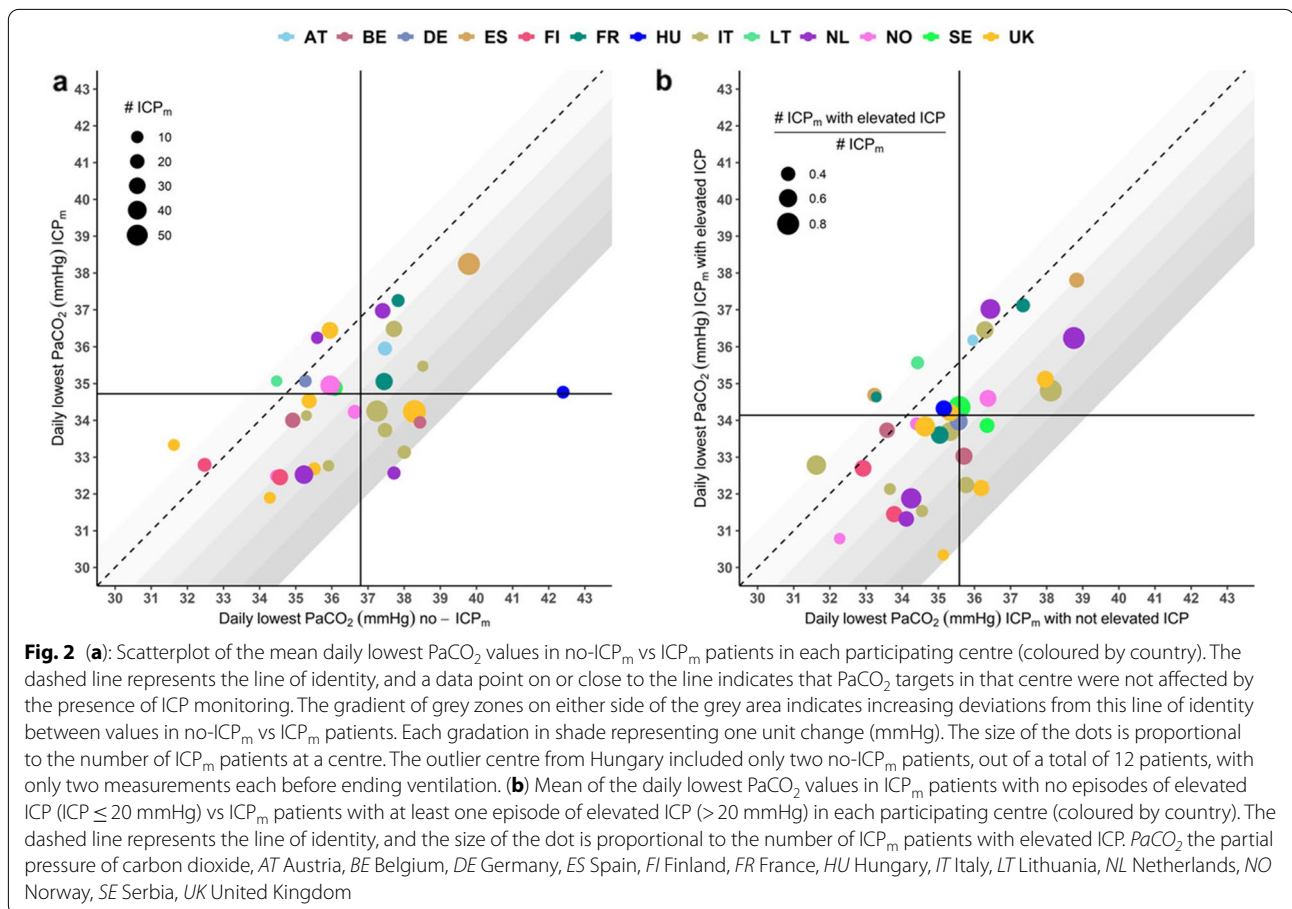 AT BE DE ES FI FR HU IT LT NL NO SE UK
a
# ICPm
10
20
30
40
50
43
42
41
40
39
38
37
36
35
34
33
32
31
30
Daily lowest PaCO2 (mmHg) ICPm
30 31 32 33 34 35 36 37 38 39 40 41 42 43
Daily lowest PaCO2 (mmHg) no − ICPm
b
# ICPm with elevated ICP
# ICPm
0.4
0.6
0.8
43
42
41
40
39
38
37
36
35
34
33
32
31
30
Daily lowest PaCO2 (mmHg) ICPm with elevated ICP
30 31 32 33 34 35 36 37 38 39 40 41 42 43
Daily lowest PaCO2 (mmHg) ICPm with not elevated ICP
Fig. 2 (a): Scatterplot of the mean daily lowest PaCO2 values in no-ICPm vs ICPm patients in each participating centre (coloured by country). The
dashed line represents the line of identity, and a data point on or close to the line indicates that PaCO2 targets in that centre were not affected by
the presence of ICP monitoring. The gradient of grey zones on either side of the grey area indicates increasing deviations from this line of identity
between values in no-ICPm vs ICPm patients. Each gradation in shade representing one unit change (mmHg). The size of the dots is proportional
to the number of ICPm patients at a centre. The outlier centre from Hungary included only two no-ICPm patients, out of a total of 12 patients, with
only two measurements each before ending ventilation. (b) Mean of the daily lowest PaCO2 values in ICPm patients with no episodes of elevated
ICP (ICP ≤ 20 mmHg) vs ICPm patients with at least one episode of elevated ICP (> 20 mmHg) in each participating centre (coloured by country). The
dashed line represents the line of identity, and the size of the dot is proportional to the number of ICPm patients with elevated ICP. PaCO2 the partial
pressure of carbon dioxide, AT Austria, BE Belgium, DE Germany, ES Spain, FI Finland, FR France, HU Hungary, IT Italy, LT Lithuania, NL Netherlands, NO
Norway, SE Serbia, UK United Kingdom